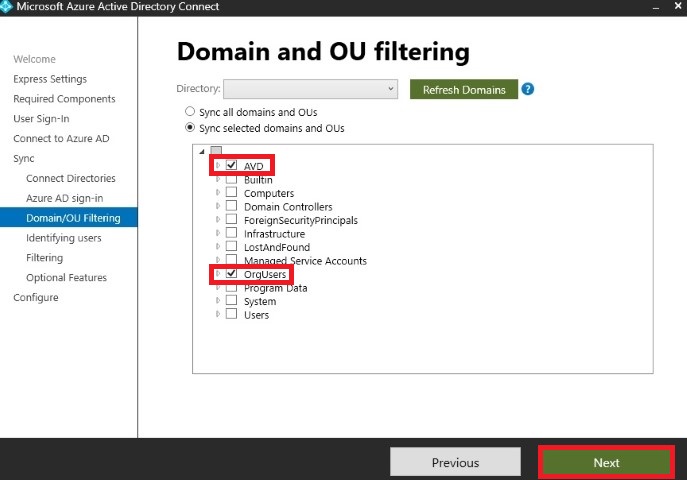 Microsoft Azure Active Directory Connect
Domain and OU filtering
Welcome
Express Settings
Required Components
User Sign-In
Connect to Azure AD
Sync
Connect Directories
Azure AD sign-in
Domain/OU Filtering
Identifying users
Filtering
Optional Features
Configure
Directory:
Refresh Domains
?
Sync all domains and OUs
Sync selected domains and OUs
AVD
Builtin
Computers
Domain Controllers
ForeignSecurityPrincipals
Infrastructure
LostAndFound
Managed Service Accounts
OrgUsers
Program Data
System
Users
Previous
Next